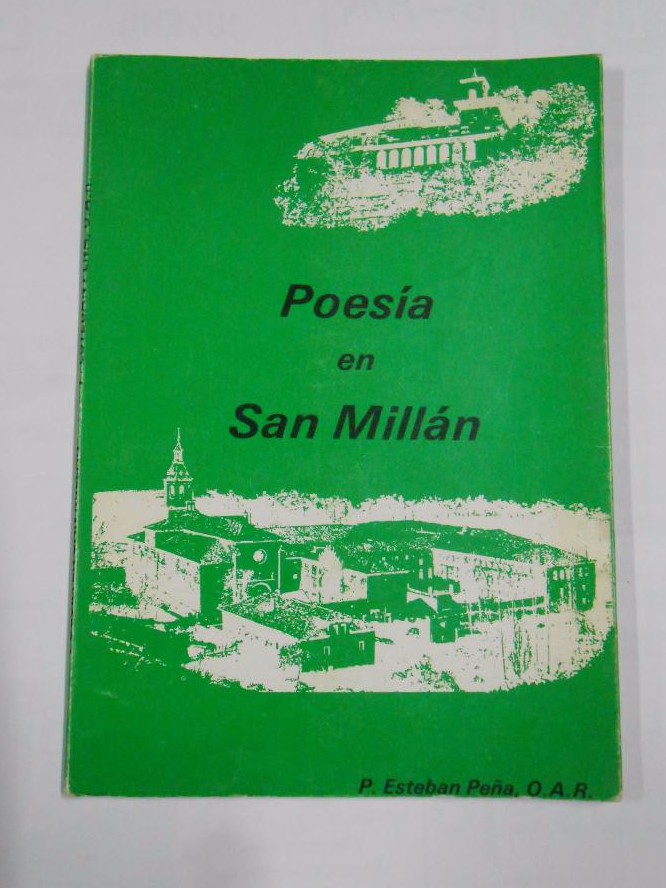 Poesía
en
San Millán
P. Esteban Peña, O.A.R.